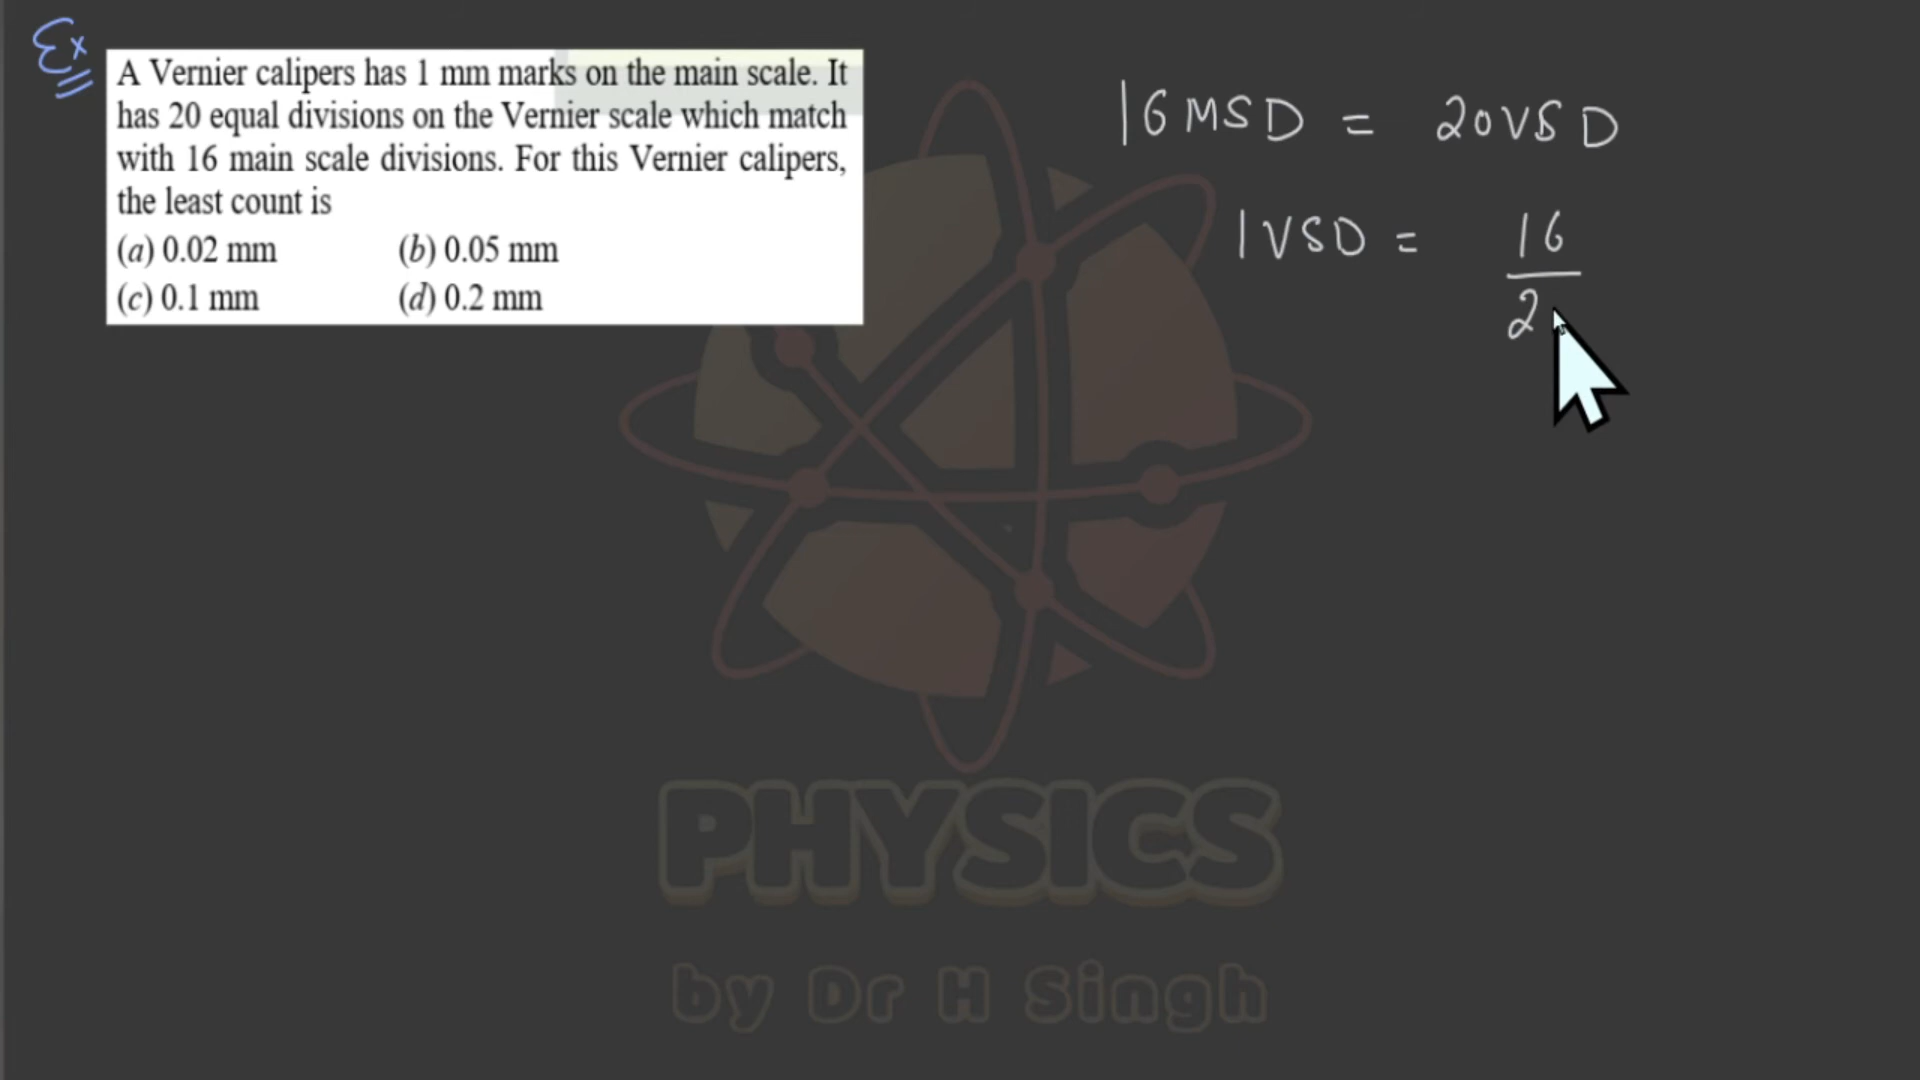 Ex
A Vernier calipers has 1 mm marks on the main scale. It
has 20 equal divisions on the Vernier scale which match
with 16 main scale divisions. For this Vernier calipers,
the least count is
(a) 0.02 mm (b) 0.05 mm
(c) 0.1 mm (d) 0.2 mm
16 MSD = 20 VSD
1 VSD = 16
2
PHYSICS
by Dr H Singh